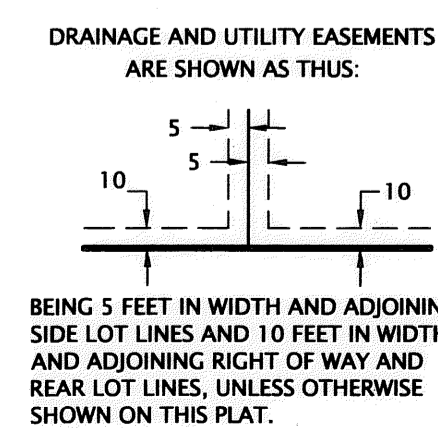 DRAINAGE AND UTILITY EASEMENTS
ARE SHOWN AS THUS:
5
5
10
10
BEING 5 FEET IN WIDTH AND ADJOININ
SIDE LOT LINES AND 10 FEET IN WIDTH
AND ADJOINING RIGHT OF WAY AND
REAR LOT LINES, UNLESS OTHERWISE
SHOWN ON THIS PLAT.